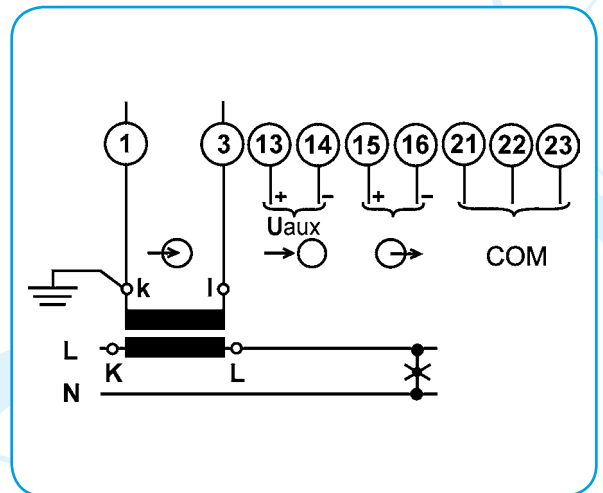 1 3 13 14 15 16 21 22 23
+ − + −
Uaux
COM
k l
L
K L
N